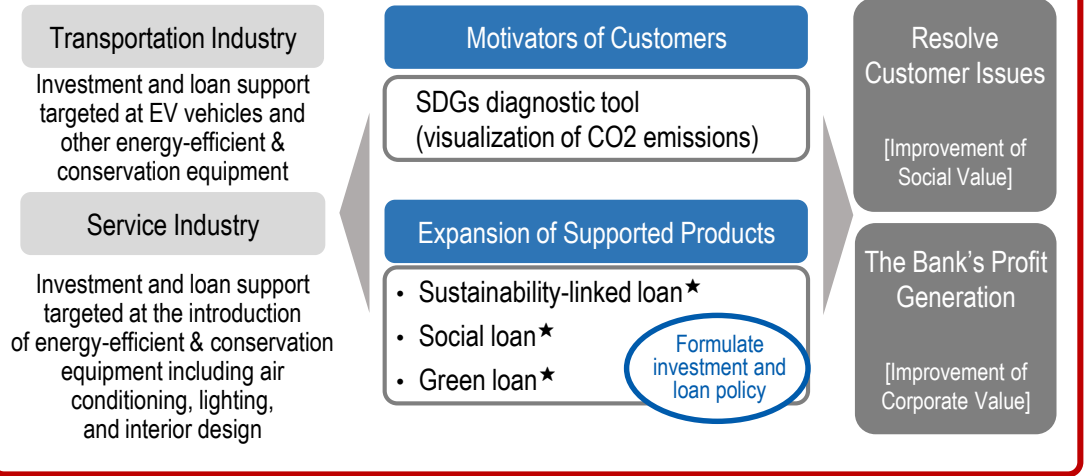 Transportation Industry
Investment and loan support
targeted at EV vehicles and
other energy-efficient &
conservation equipment
Service Industry
Investment and loan support
targeted at the introduction
of energy-efficient & conservation
equipment including air
conditioning, lighting,
and interior design
Motivators of Customers
SDGs diagnostic tool
(visualization of CO2 emissions)
Expansion of Supported Products
• Sustainability-linked loan★
• Social loan★
• Green loan★
Formulate
investment and
loan policy
Resolve
Customer Issues
[Improvement of
Social Value]
The Bank's Profit
Generation
[Improvement of
Corporate Value]